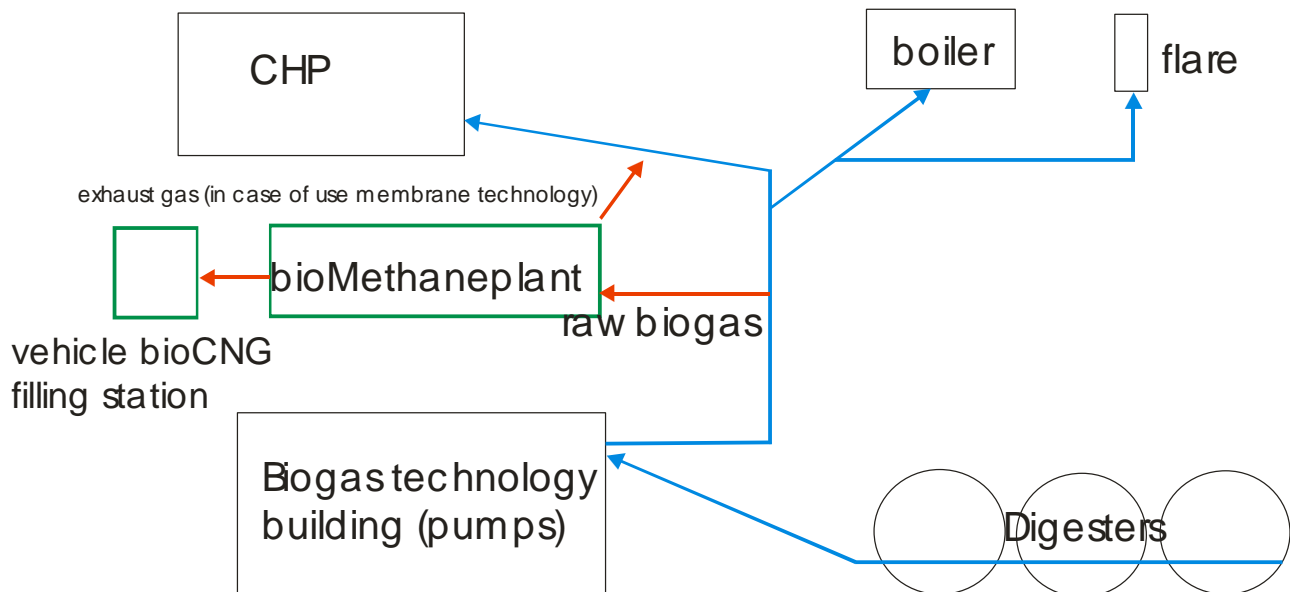 CHP
boiler
flare
exhaust gas (in case of use membrane technology)
bioMethaneplant
raw biogas
vehicle bioCNG
filling station
Biogas technology
building (pumps)
Digesters